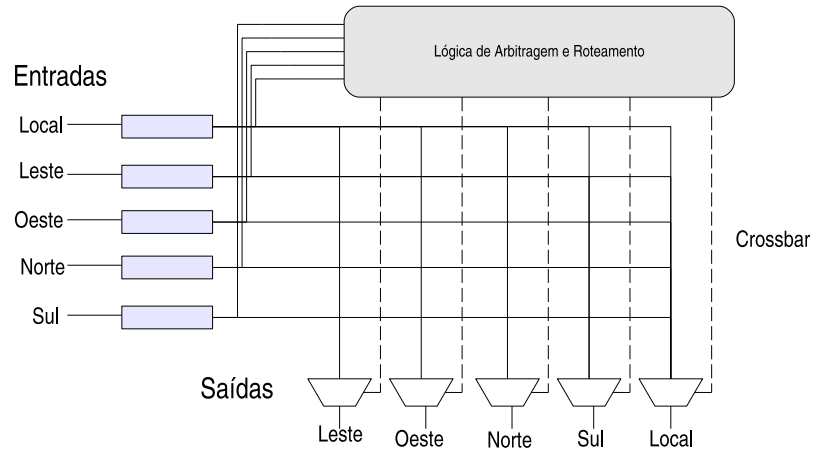 Lógica de Arbitragem e Roteamento
Entradas
Local
Leste
Oeste
Norte
Sul
Crossbar
Saídas
Leste
Oeste
Norte
Sul
Local